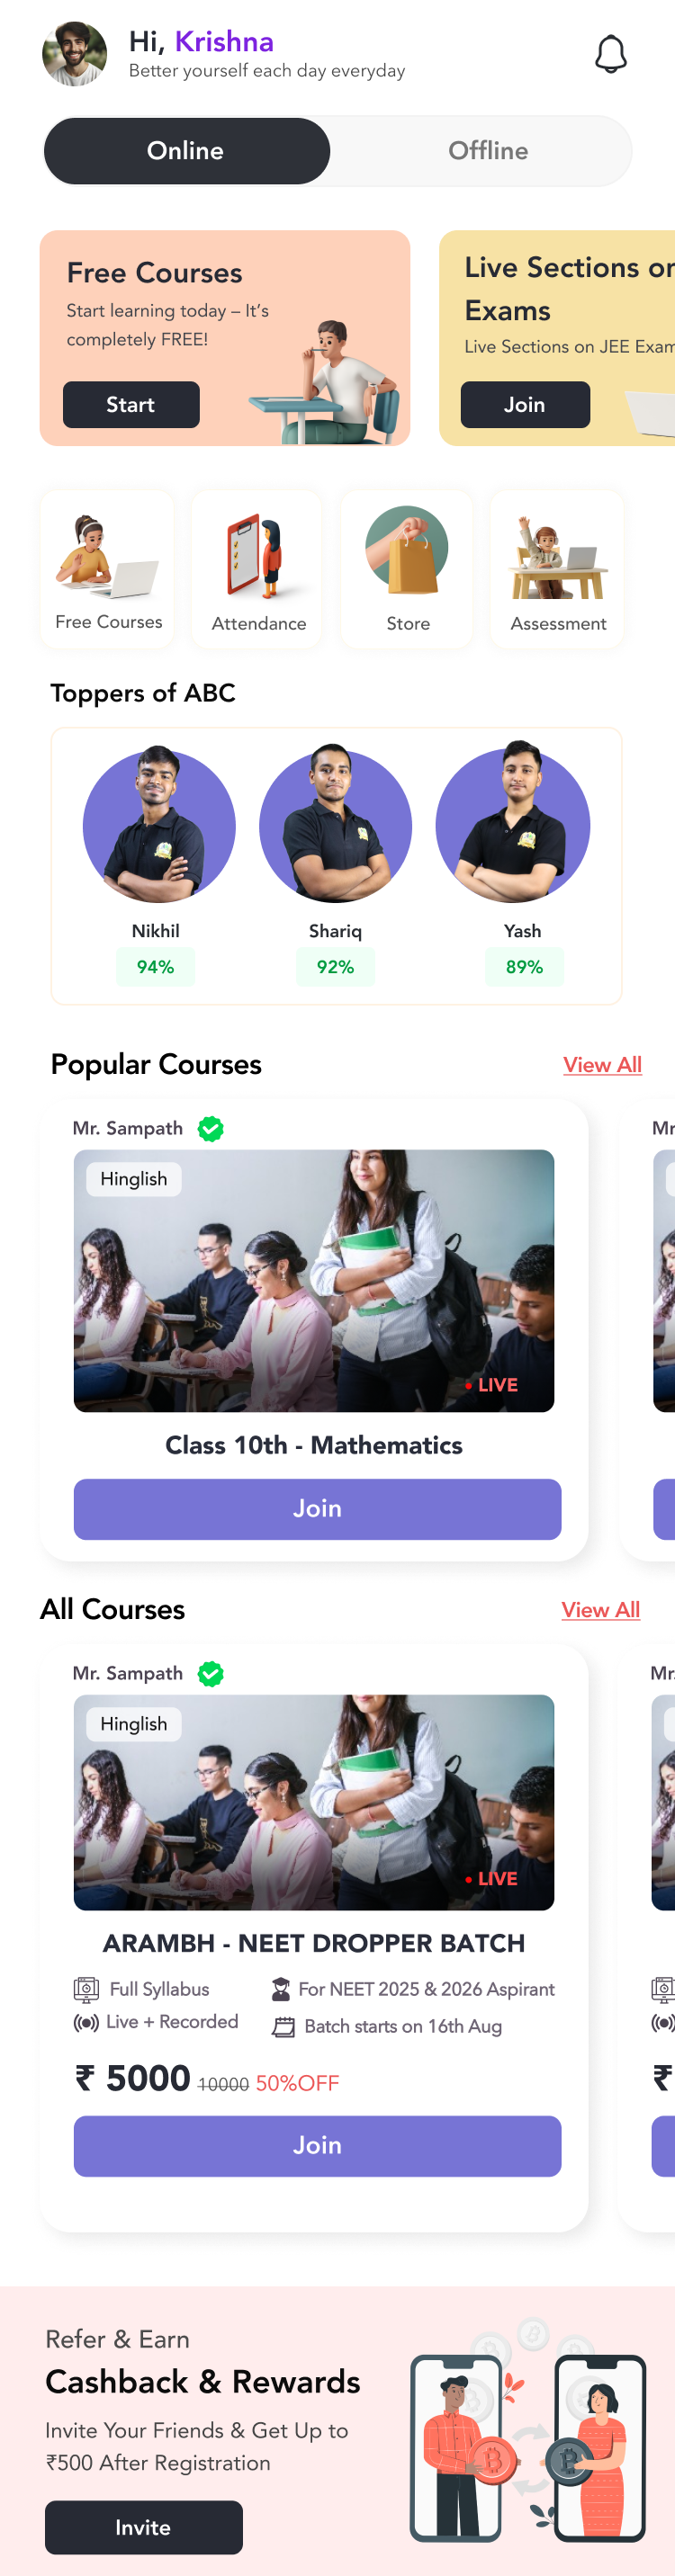 Hi, Krishna
Better yourself each day everyday
Online
Offline
Free Courses
Start learning today – It's
completely FREE!
Start
Live Sections or
Exams
Live Sections on JEE Exam
Join
Free Courses
Attendance
Store
Assessment
Toppers of ABC
Nikhil
Shariq
Yash
94%
92%
89%
Popular Courses
View All
Mr. Sampath
Mr
Hinglish
LIVE
Class 10th - Mathematics
Join
All Courses
View All
Mr. Sampath
Mr.
Hinglish
LIVE
ARAMBH - NEET DROPPER BATCH
Full Syllabus
For NEET 2025 & 2026 Aspirant
Live + Recorded
Batch starts on 16th Aug
₹ 5000 10000 50%OFF
₹
Join
Refer & Earn
Cashback & Rewards
Invite Your Friends & Get Up to
₹500 After Registration
Invite